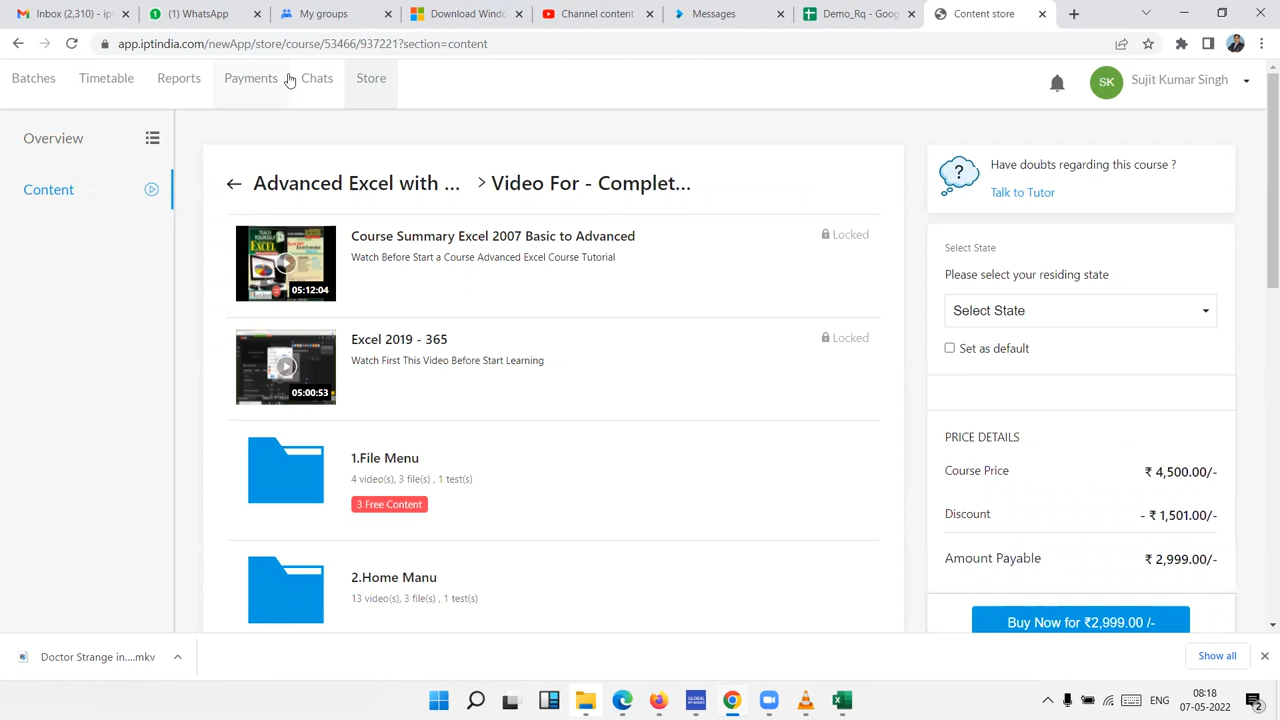 Inbox (2,310)
(1) WhatsApp
My groups
Download Wind
Channel content
Messages
Demo_Rq - Goog
Content store
app.iptindia.com/newApp/store/course/53466/937221?section=content
Batches
Timetable
Reports
Payments
Chats
Store
SK
Sujit Kumar Singh
Overview
Content
Advanced Excel with ... > Video For - Complet...
Course Summary Excel 2007 Basic to Advanced
Locked
Watch Before Start a Course Advanced Excel Course Tutorial
05:12:04
Excel 2019 - 365
Locked
Watch First This Video Before Start Learning
05:00:53
1.File Menu
4 video(s), 3 file(s) , 1 test(s)
3 Free Content
2.Home Manu
13 video(s), 3 file(s) , 1 test(s)
Have doubts regarding this course ?
Talk to Tutor
Select State
Please select your residing state
Select State
Set as default
PRICE DETAILS
Course Price ₹ 4,500.00/-
Discount - ₹ 1,501.00/-
Amount Payable ₹ 2,999.00/-
Buy Now for ₹2,999.00 /-
Doctor Strange in....mkv
Show all
ENG
08:18
07-05-2022
2